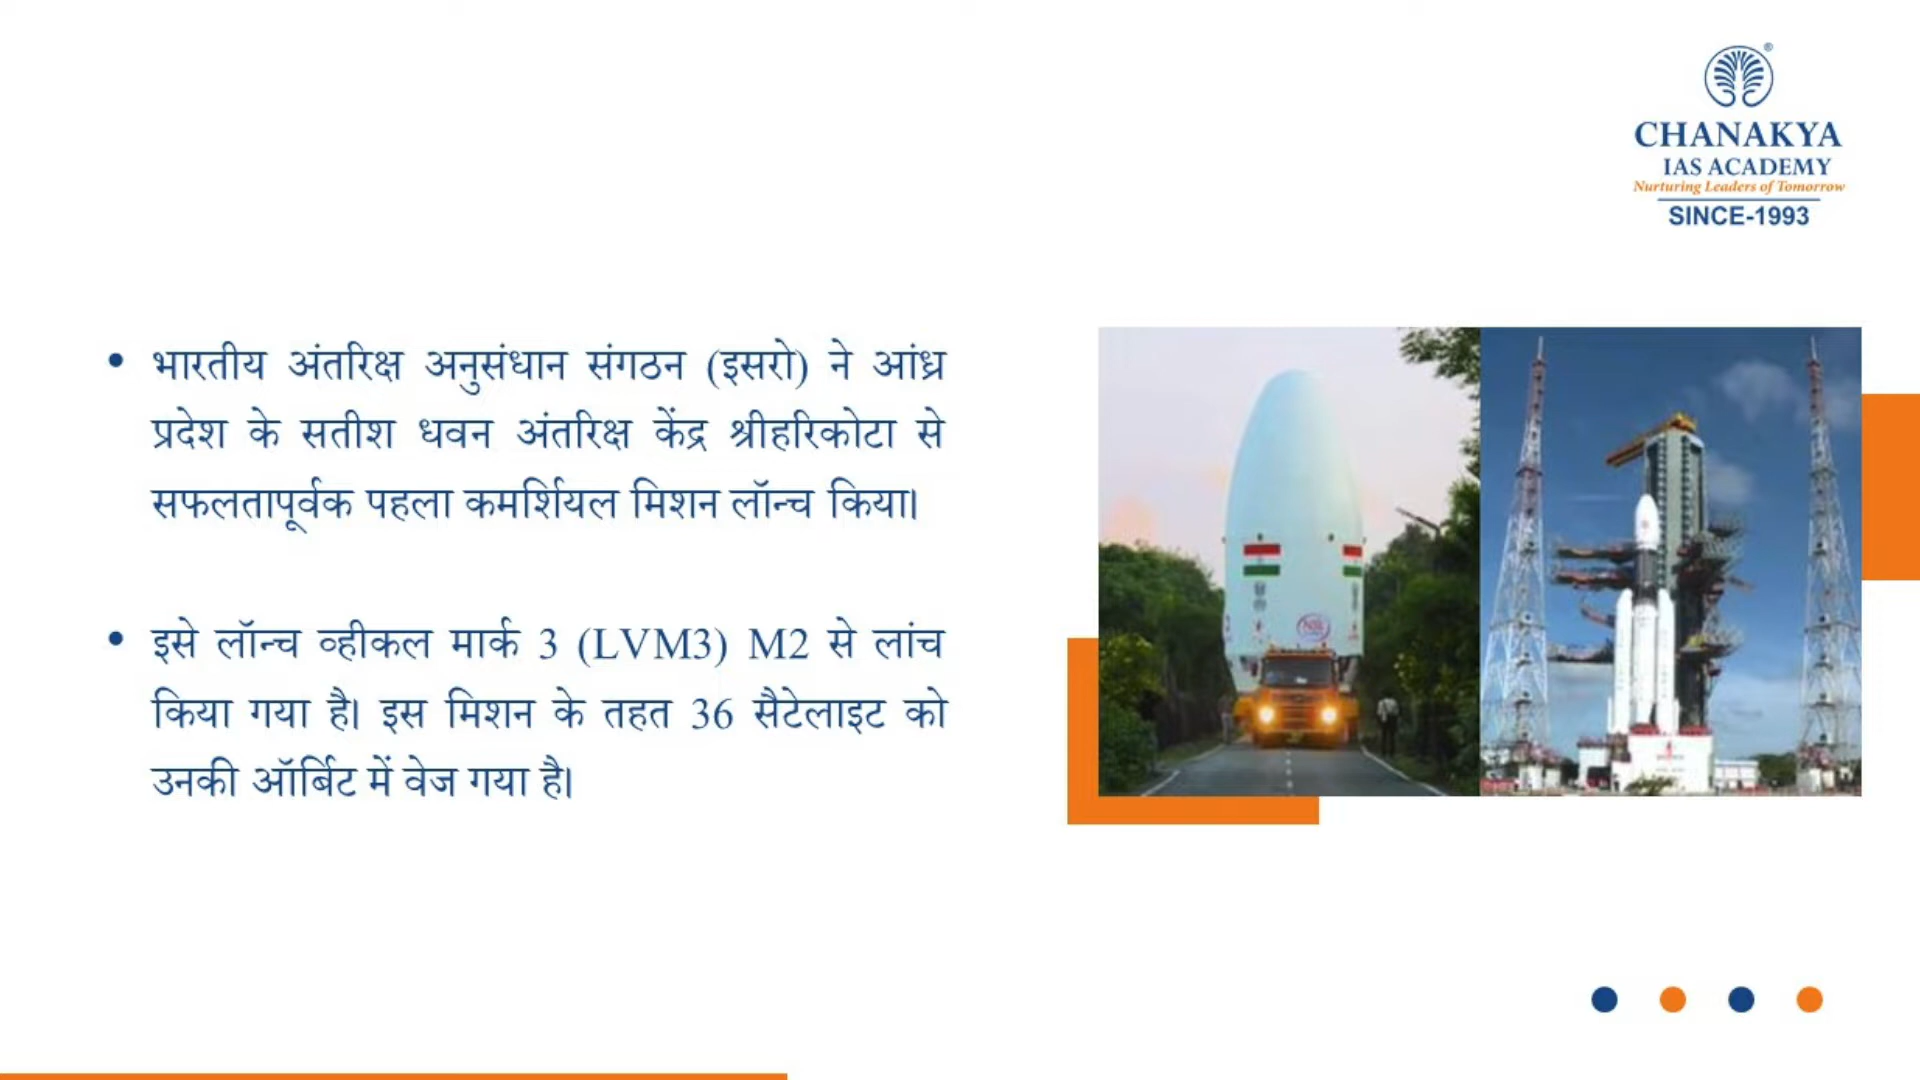 CHANAKYA
IAS ACADEMY
Nurturing Leaders of Tomorrow
SINCE-1993
• भारतीय अंतरिक्ष अनुसंधान संगठन (इसरो) ने आंध्र
प्रदेश के सतीश धवन अंतरिक्ष केंद्र श्रीहरिकोटा से
सफलतापूर्वक पहला कमर्शियल मिशन लॉन्च किया।
• इसे लॉन्च व्हीकल मार्क 3 (LVM3) M2 से लांच
किया गया है। इस मिशन के तहत 36 सैटेलाइट को
उनकी ऑर्बिट में वेज गया है।